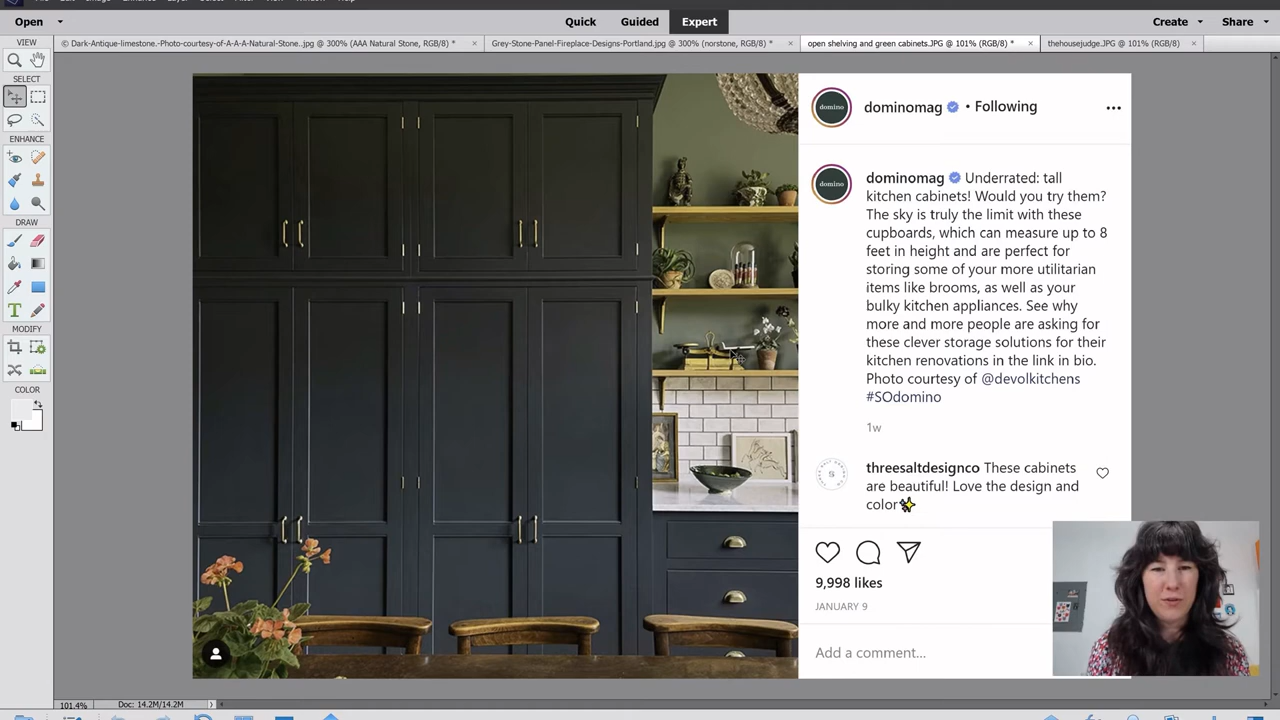 Open
Quick
Guided
Expert
Create
Share
© Dark-Antique-limestone.-Photo-courtesy-of-A-A-A-Natural-Stone..jpg @ 300% (AAA Natural Stone, RGB/8) *
Grey-Stone-Panel-Fireplace-Designs-Portland.jpg @ 300% (norstone, RGB/8) *
open shelving and green cabinets.JPG @ 101% (RGB/8) *
thehousejudge.JPG @ 101% (RGB/8)
VIEW
SELECT
ENHANCE
DRAW
MODIFY
COLOR
domino
dominomag • Following
domino
dominomag Underrated: tall
kitchen cabinets! Would you try them?
The sky is truly the limit with these
cupboards, which can measure up to 8
feet in height and are perfect for
storing some of your more utilitarian
items like brooms, as well as your
bulky kitchen appliances. See why
more and more people are asking for
these clever storage solutions for their
kitchen renovations in the link in bio.
Photo courtesy of @devolkitchens
#SOdomino
1w
threesaltdesignco These cabinets
are beautiful! Love the design and
color✨
9,998 likes
JANUARY 9
Add a comment...
101.4%
Doc: 14.2M/14.2M